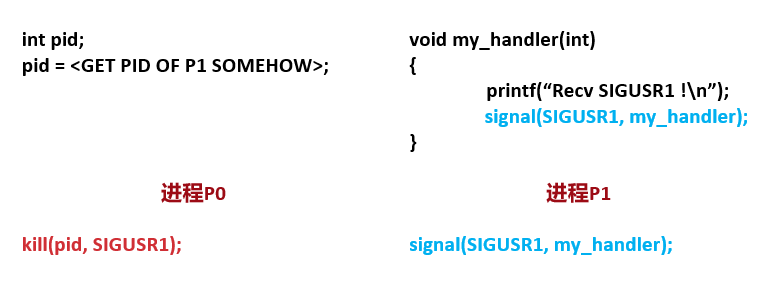 int pid;
pid = <GET PID OF P1 SOMEHOW>;
进程P0
kill(pid, SIGUSR1);
void my_handler(int)
{
printf(“Recv SIGUSR1 !\n”);
signal(SIGUSR1, my_handler);
}
进程P1
signal(SIGUSR1, my_handler);